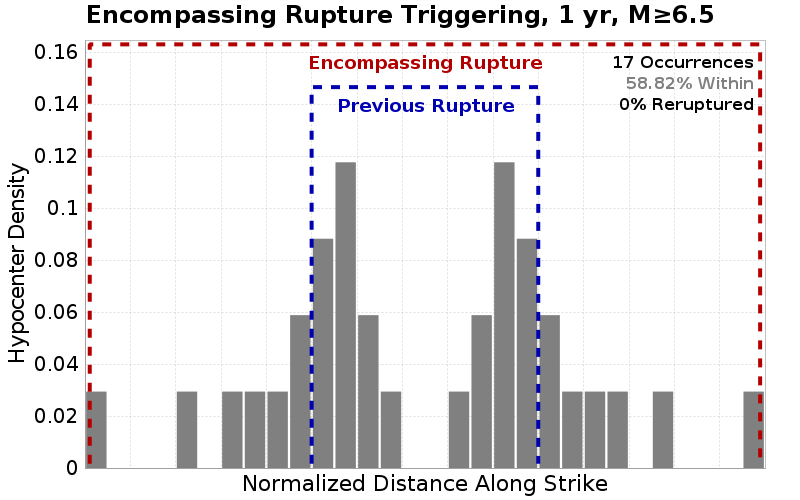 Encompassing Rupture Triggering, 1 yr, M≥6.5
0.16
0.14
0.12
0.1
0.08
0.06
0.04
0.02
0
Hypocenter Density
Encompassing Rupture
Previous Rupture
17 Occurrences
58.82% Within
0% Reruptured
Normalized Distance Along Strike